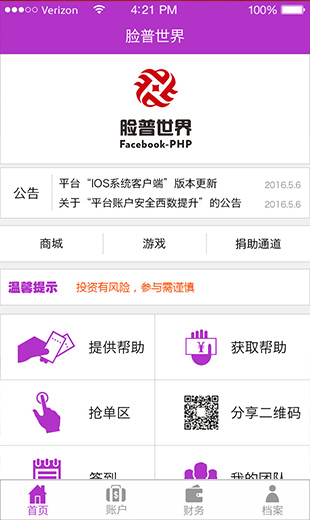 Verizon 4:21 PM 100%
脸普世界
脸普世界
Facebook-PHP
公告
平台“IOS系统客户端”版本更新 2016.5.6
关于“平台账户安全西数提升”的公告 2016.5.6
商城 游戏 捐助通道
温馨提示 投资有风险，参与需谨慎
提供帮助 获取帮助
抢单区 分享二维码
签到 我的团队
首页 账户 财务 档案